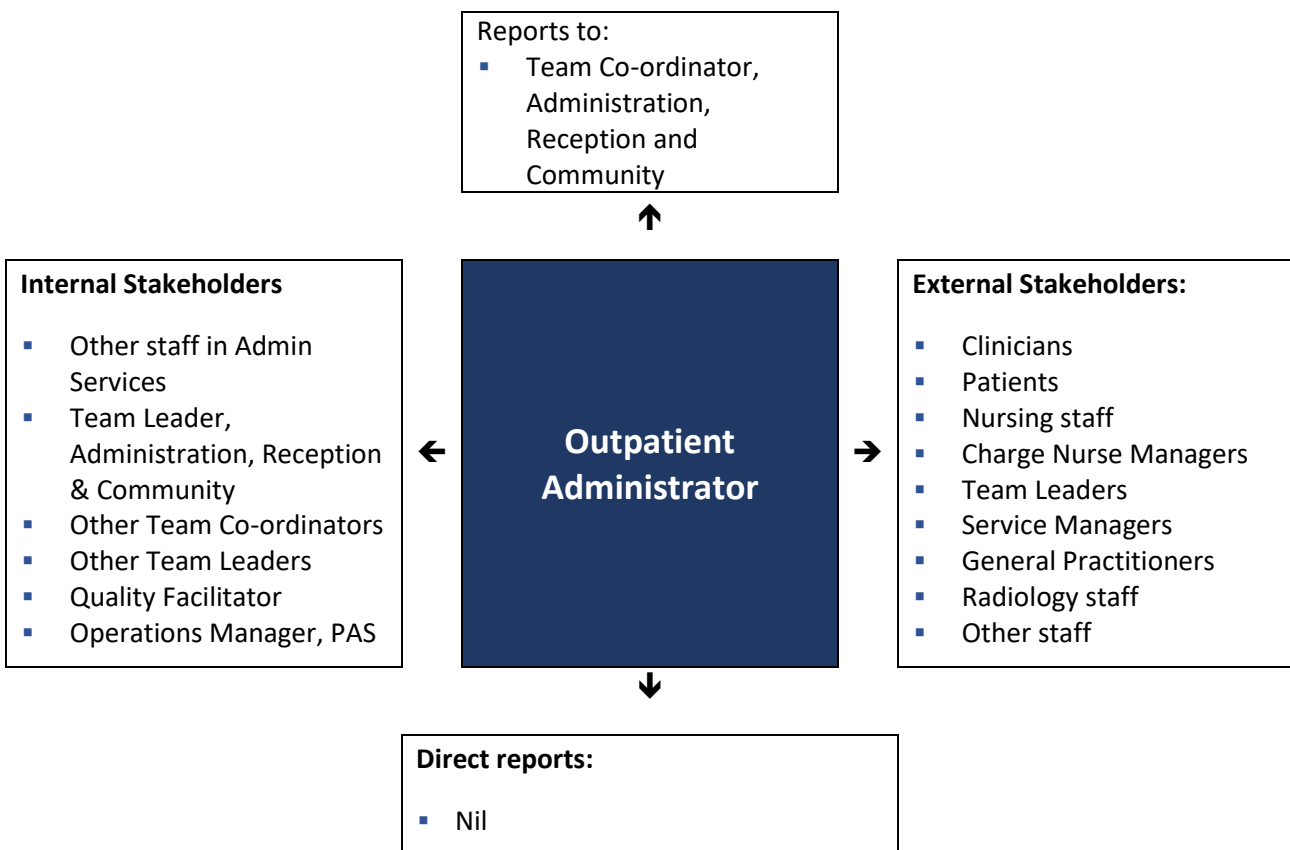 Reports to:
▪ Team Co-ordinator,
Administration,
Reception and
Community
Internal Stakeholders
▪ Other staff in Admin
Services
▪ Team Leader,
Administration, Reception
& Community
▪ Other Team Co-ordinators
▪ Other Team Leaders
▪ Quality Facilitator
▪ Operations Manager, PAS
Outpatient
Administrator
External Stakeholders:
▪ Clinicians
▪ Patients
▪ Nursing staff
▪ Charge Nurse Managers
▪ Team Leaders
▪ Service Managers
▪ General Practitioners
▪ Radiology staff
▪ Other staff
Direct reports:
▪ Nil